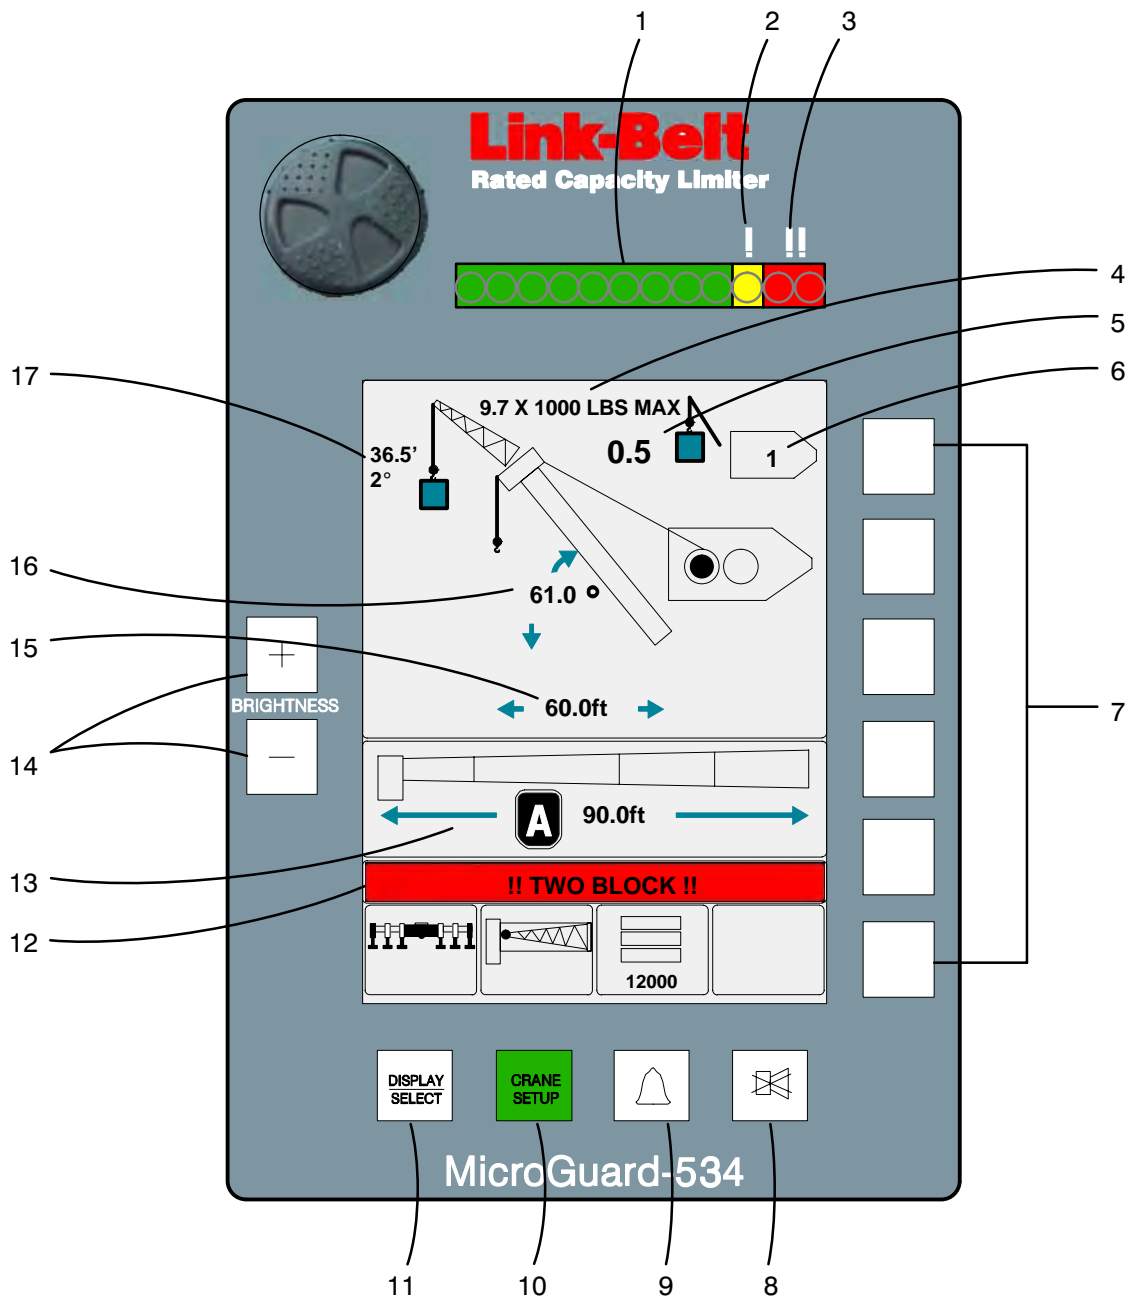 1 2 3
Link-Belt
Rated Capacity Limiter
! !!
4
5
17
6
9.7 X 1000 LBS MAX
36.5’
2°
0.5
1
16
61.0 °
15
+
BRIGHTNESS
60.0ft
7
14
−
A 90.0ft
13
!! TWO BLOCK !!
12
12000
DISPLAY
SELECT
CRANE
SETUP
MicroGuard-534
11 10 9 8